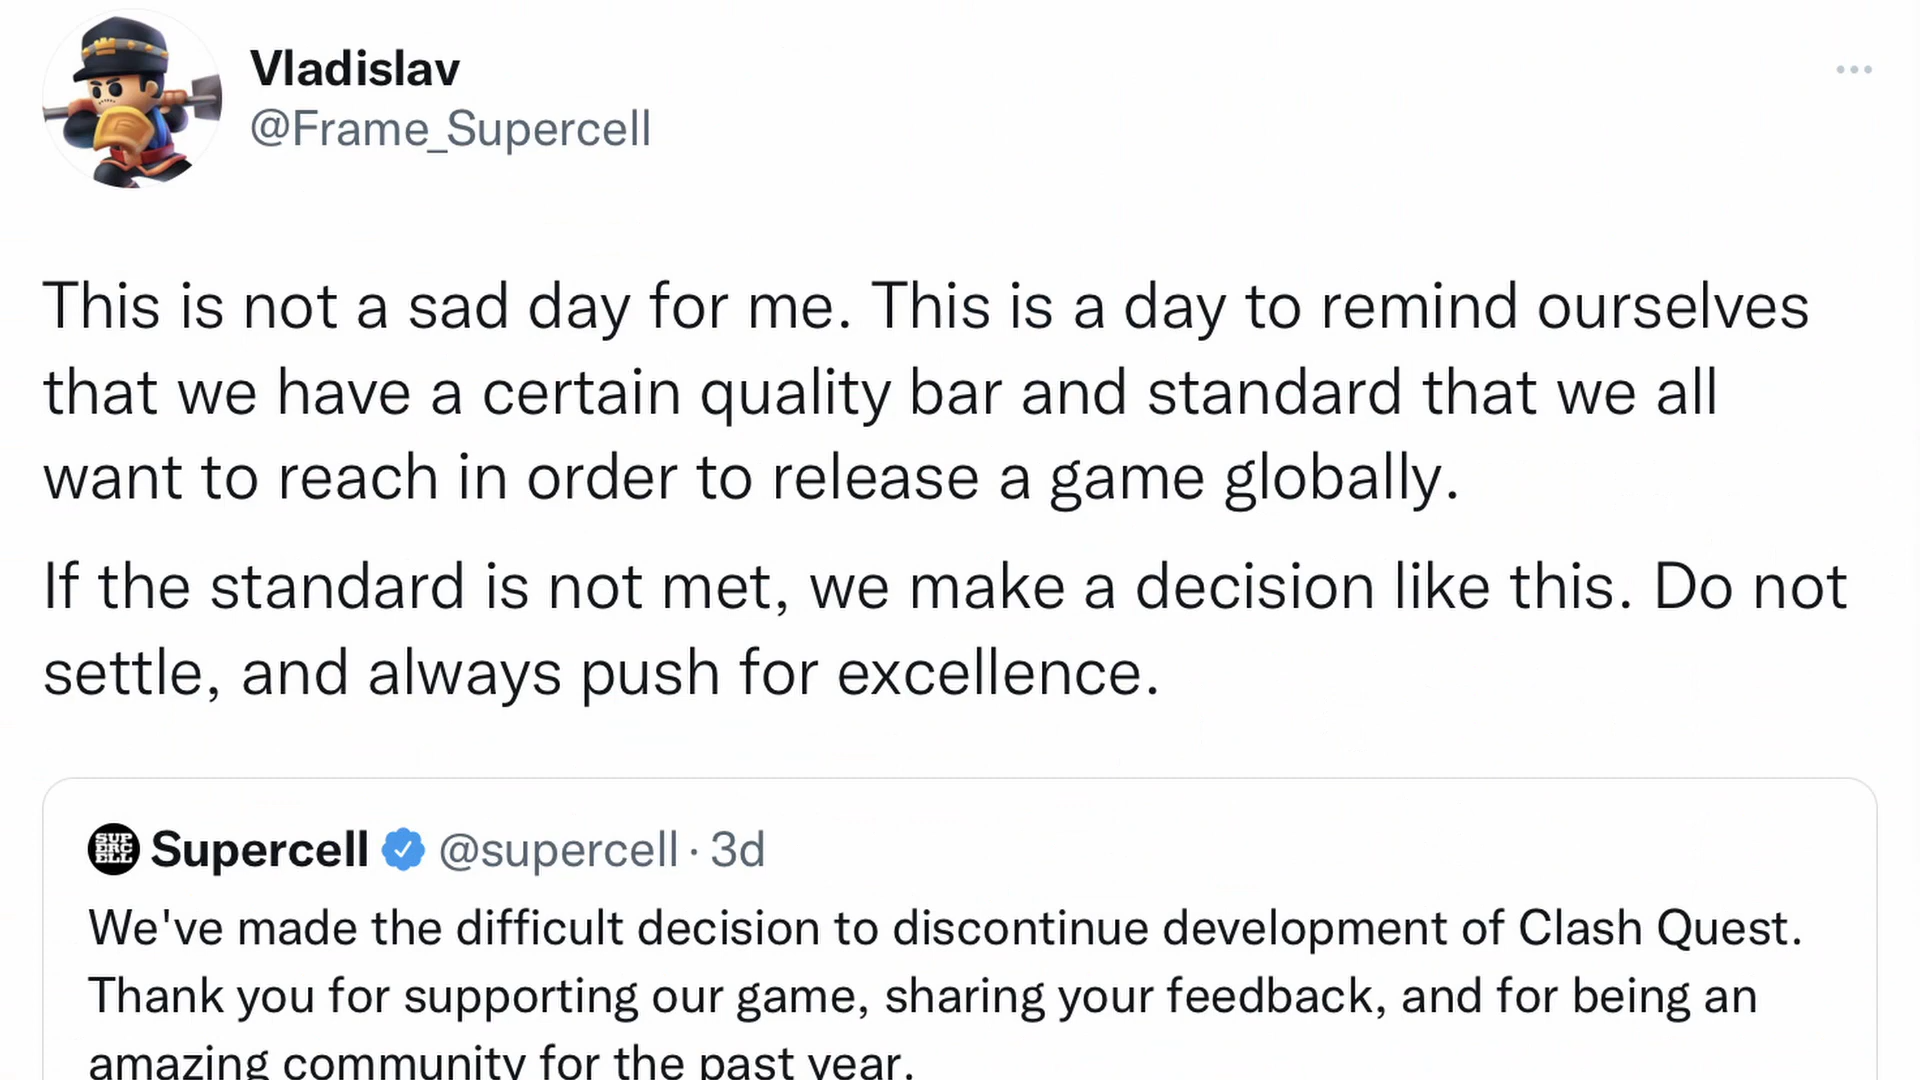 Vladislav
@Frame_Supercell
This is not a sad day for me. This is a day to remind ourselves
that we have a certain quality bar and standard that we all
want to reach in order to release a game globally.
If the standard is not met, we make a decision like this. Do not
settle, and always push for excellence.
SUP
ERC
ELL
Supercell @supercell · 3d
We've made the difficult decision to discontinue development of Clash Quest.
Thank you for supporting our game, sharing your feedback, and for being an
amazing community for the past year.